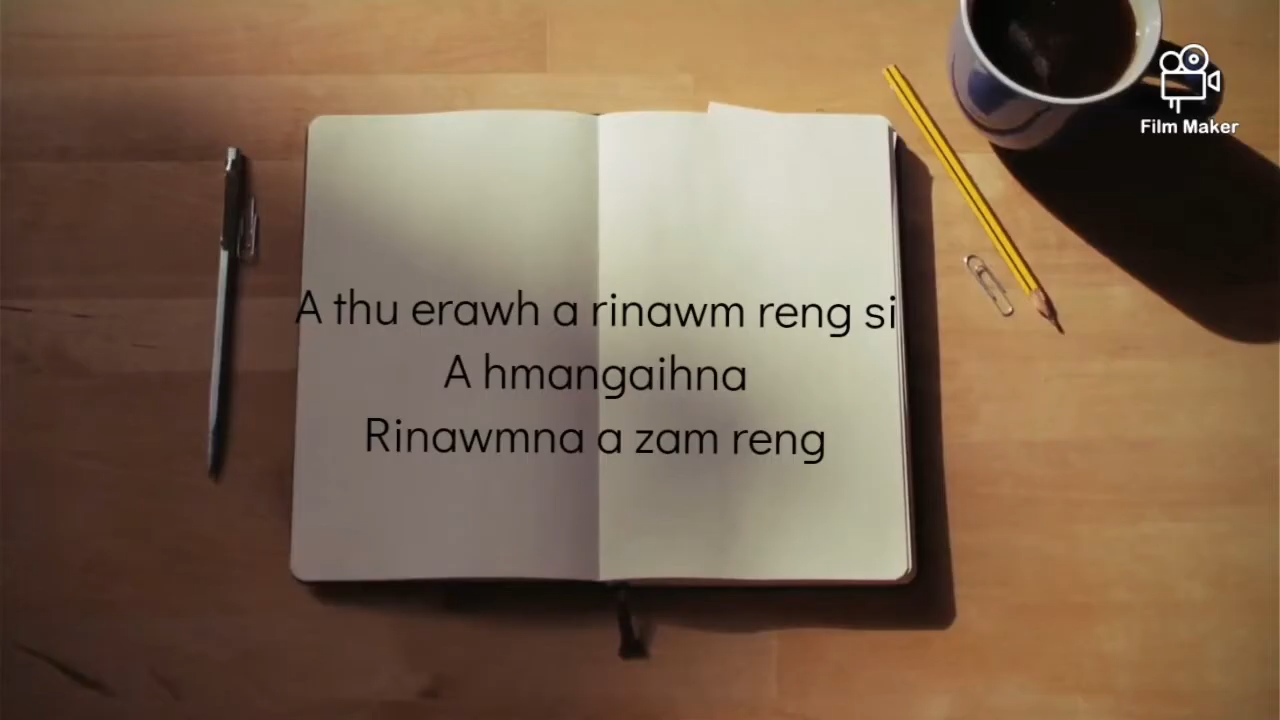 Film Maker
A thu erawh a rinawm reng si
A hmangaihna
Rinawmna a zam reng